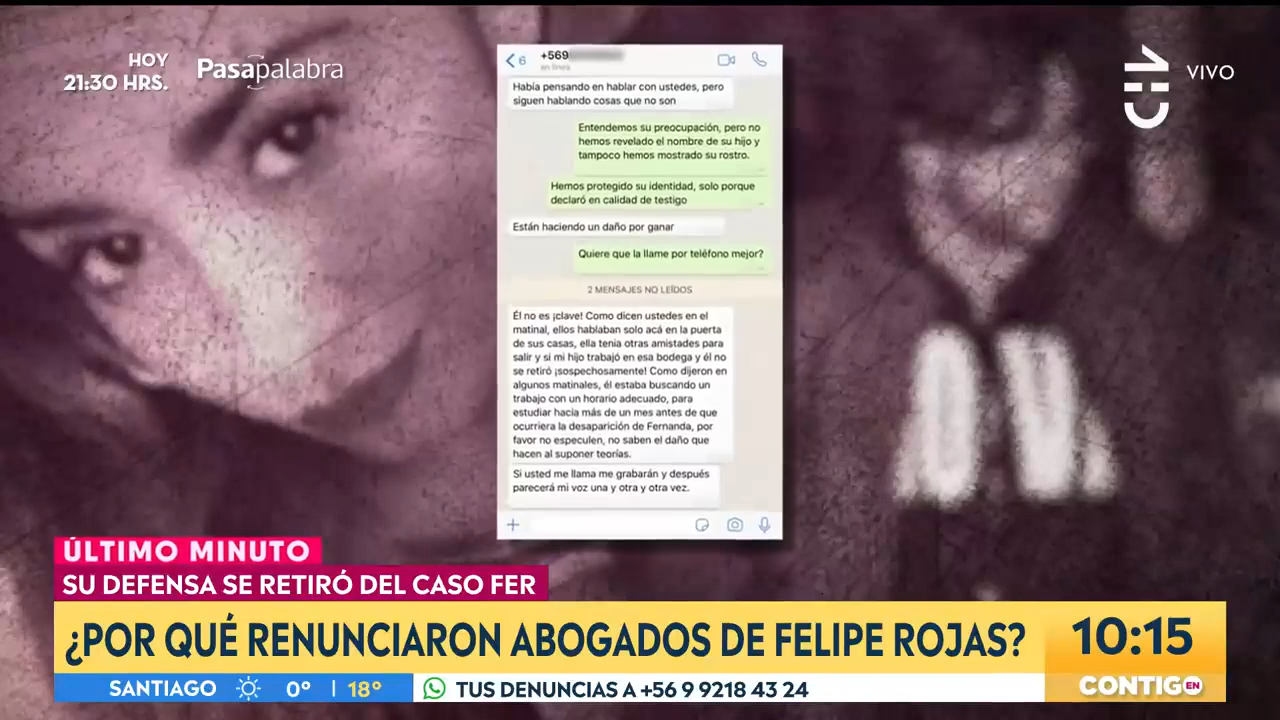 HOY
21:30 HRS.
Pasapalabra
CHV
VIVO
6
+569
en línea
Había pensando en hablar con ustedes, pero
siguen hablando cosas que no son
Entendemos su preocupación, pero no
hemos revelado el nombre de su hijo y
tampoco hemos mostrado su rostro.
Hemos protegido su identidad, solo porque
declaró en calidad de testigo
Están haciendo un daño por ganar
Quiere que la llame por teléfono mejor?
2 MENSAJES NO LEÍDOS
Él no es ¡clave! Como dicen ustedes en el
matinal, ellos hablaban solo acá en la puerta
de sus casas, ella tenia otras amistades para
salir y si mi hijo trabajó en esa bodega y él no
se retiró ¡sospechosamente! Como dijeron en
algunos matinales, él estaba buscando un
trabajo con un horario adecuado, para
estudiar hacia más de un mes antes de que
ocurriera la desaparición de Fernanda, por
favor no especulen, no saben el daño que
hacen al suponer teorías.
Si usted me llama me grabarán y después
parecerá mi voz una y otra y otra vez.
ÚLTIMO MINUTO
SU DEFENSA SE RETIRÓ DEL CASO FER
¿POR QUÉ RENUNCIARON ABOGADOS DE FELIPE ROJAS?
10:15
SANTIAGO 0° | 18°
TUS DENUNCIAS A +56 9 9218 43 24
CONTIGO EN